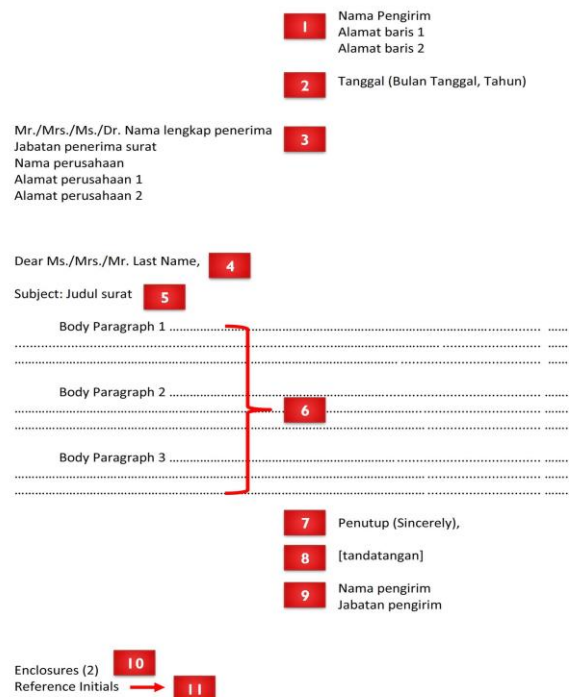 1 Nama Pengirim
Alamat baris 1
Alamat baris 2
2 Tanggal (Bulan Tanggal, Tahun)
Mr./Mrs./Ms./Dr. Nama lengkap penerima 3
Jabatan penerima surat
Nama perusahaan
Alamat perusahaan 1
Alamat perusahaan 2
Dear Ms./Mrs./Mr. Last Name, 4
Subject: Judul surat 5
Body Paragraph 1
Body Paragraph 2
6
Body Paragraph 3
7 Penutup (Sincerely),
8 [tandatangan]
9 Nama pengirim
Jabatan pengirim
Enclosures (2) 10
Reference Initials 11